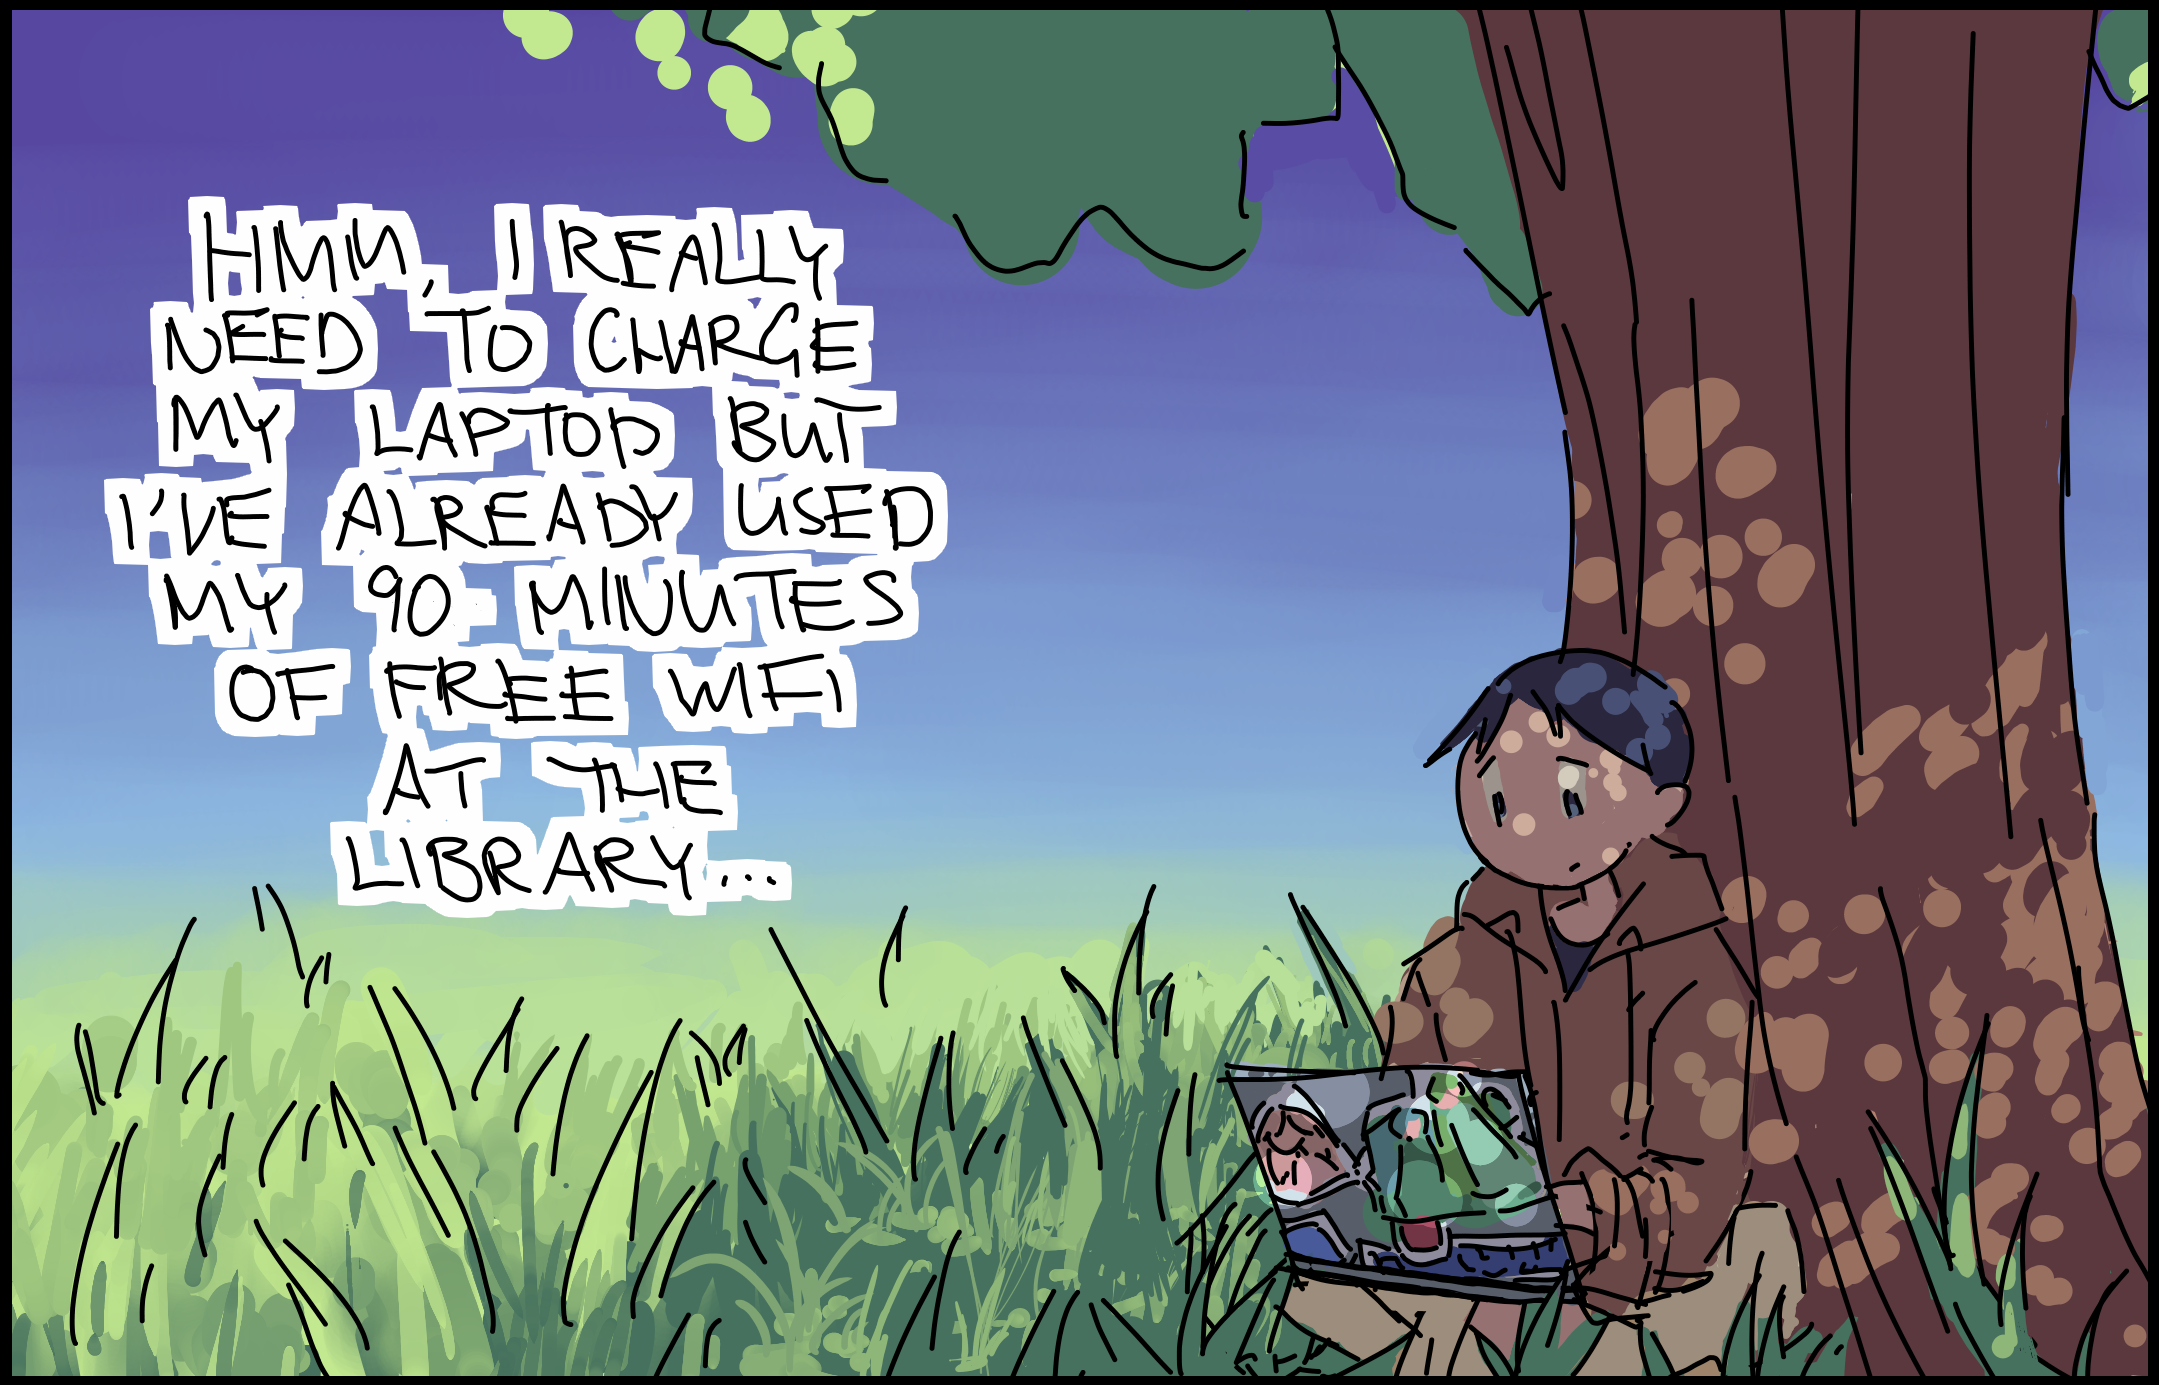 HMM, I REALLY
NEED TO CHARGE
MY LAPTOP BUT
I'VE ALREADY USED
MY 90 MINUTES
OF FREE WIFI
AT THE
LIBRARY...